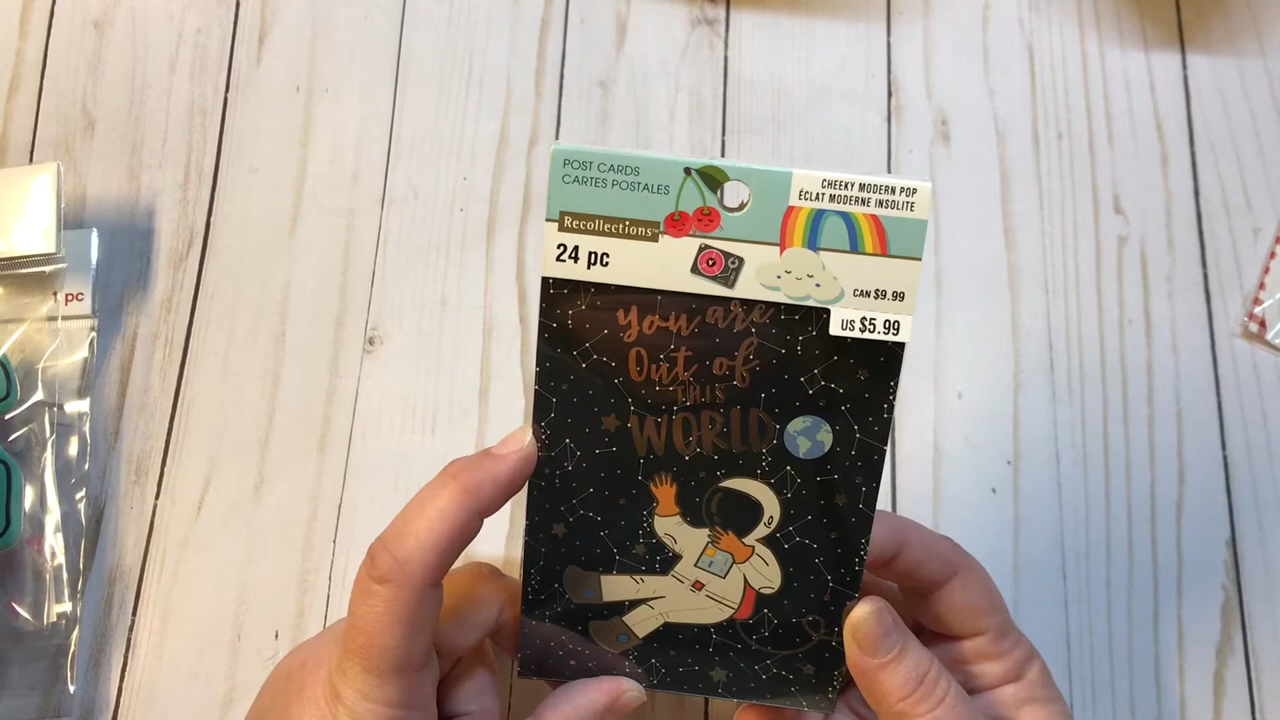 POST CARDS
CARTES POSTALES
CHEEKY MODERN POP
ÉCLAT MODERNE INSOLITE
Recollections™
24 pc
CAN $9.99
US $5.99
you are
Out of
THIS
WORLD
1 pc